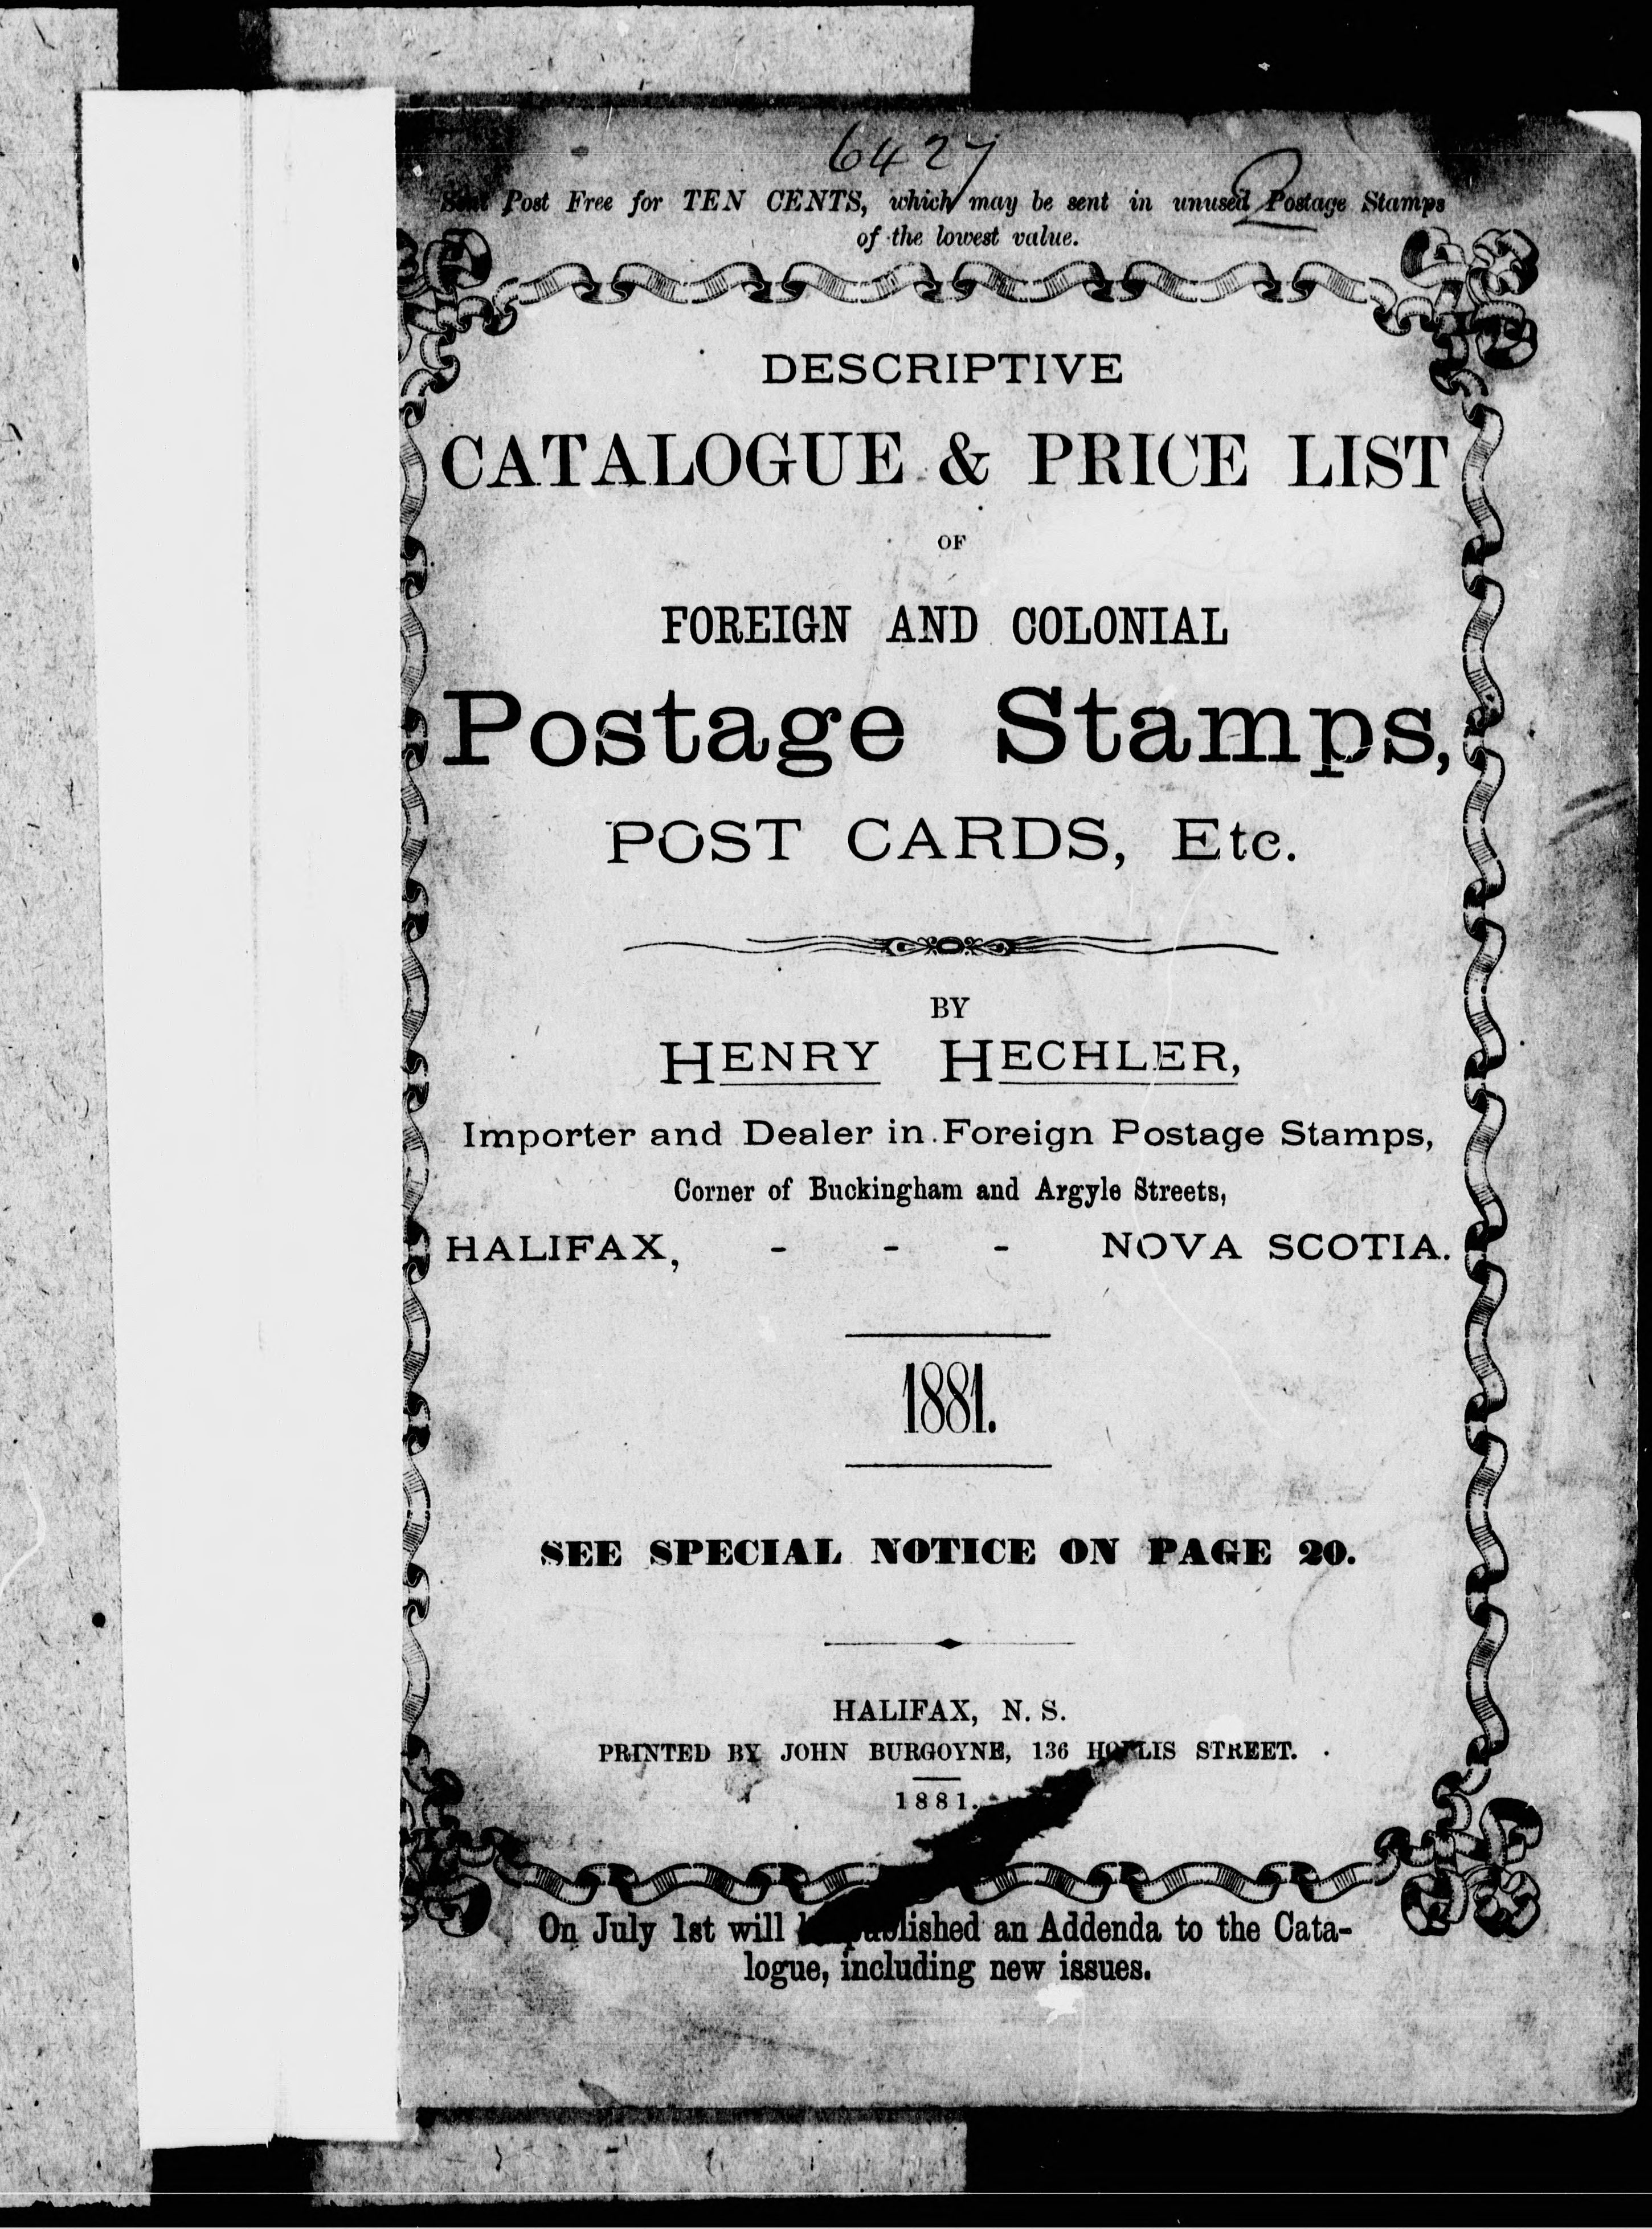 6427
2
Sent Post Free for TEN CENTS, which may be sent in unused Postage Stamps
of the lowest value.
DESCRIPTIVE
CATALOGUE & PRICE LIST
OF
FOREIGN AND COLONIAL
Postage Stamps,
POST CARDS, Etc.
BY
HENRY HECHLER,
Importer and Dealer in Foreign Postage Stamps,
Corner of Buckingham and Argyle Streets,
HALIFAX, - - - NOVA SCOTIA.
1881.
SEE SPECIAL NOTICE ON PAGE 20.
HALIFAX, N. S.
PRINTED BY JOHN BURGOYNE, 136 HOLLIS STREET.
1881.
On July 1st will published an Addenda to the Cata-
logue, including new issues.